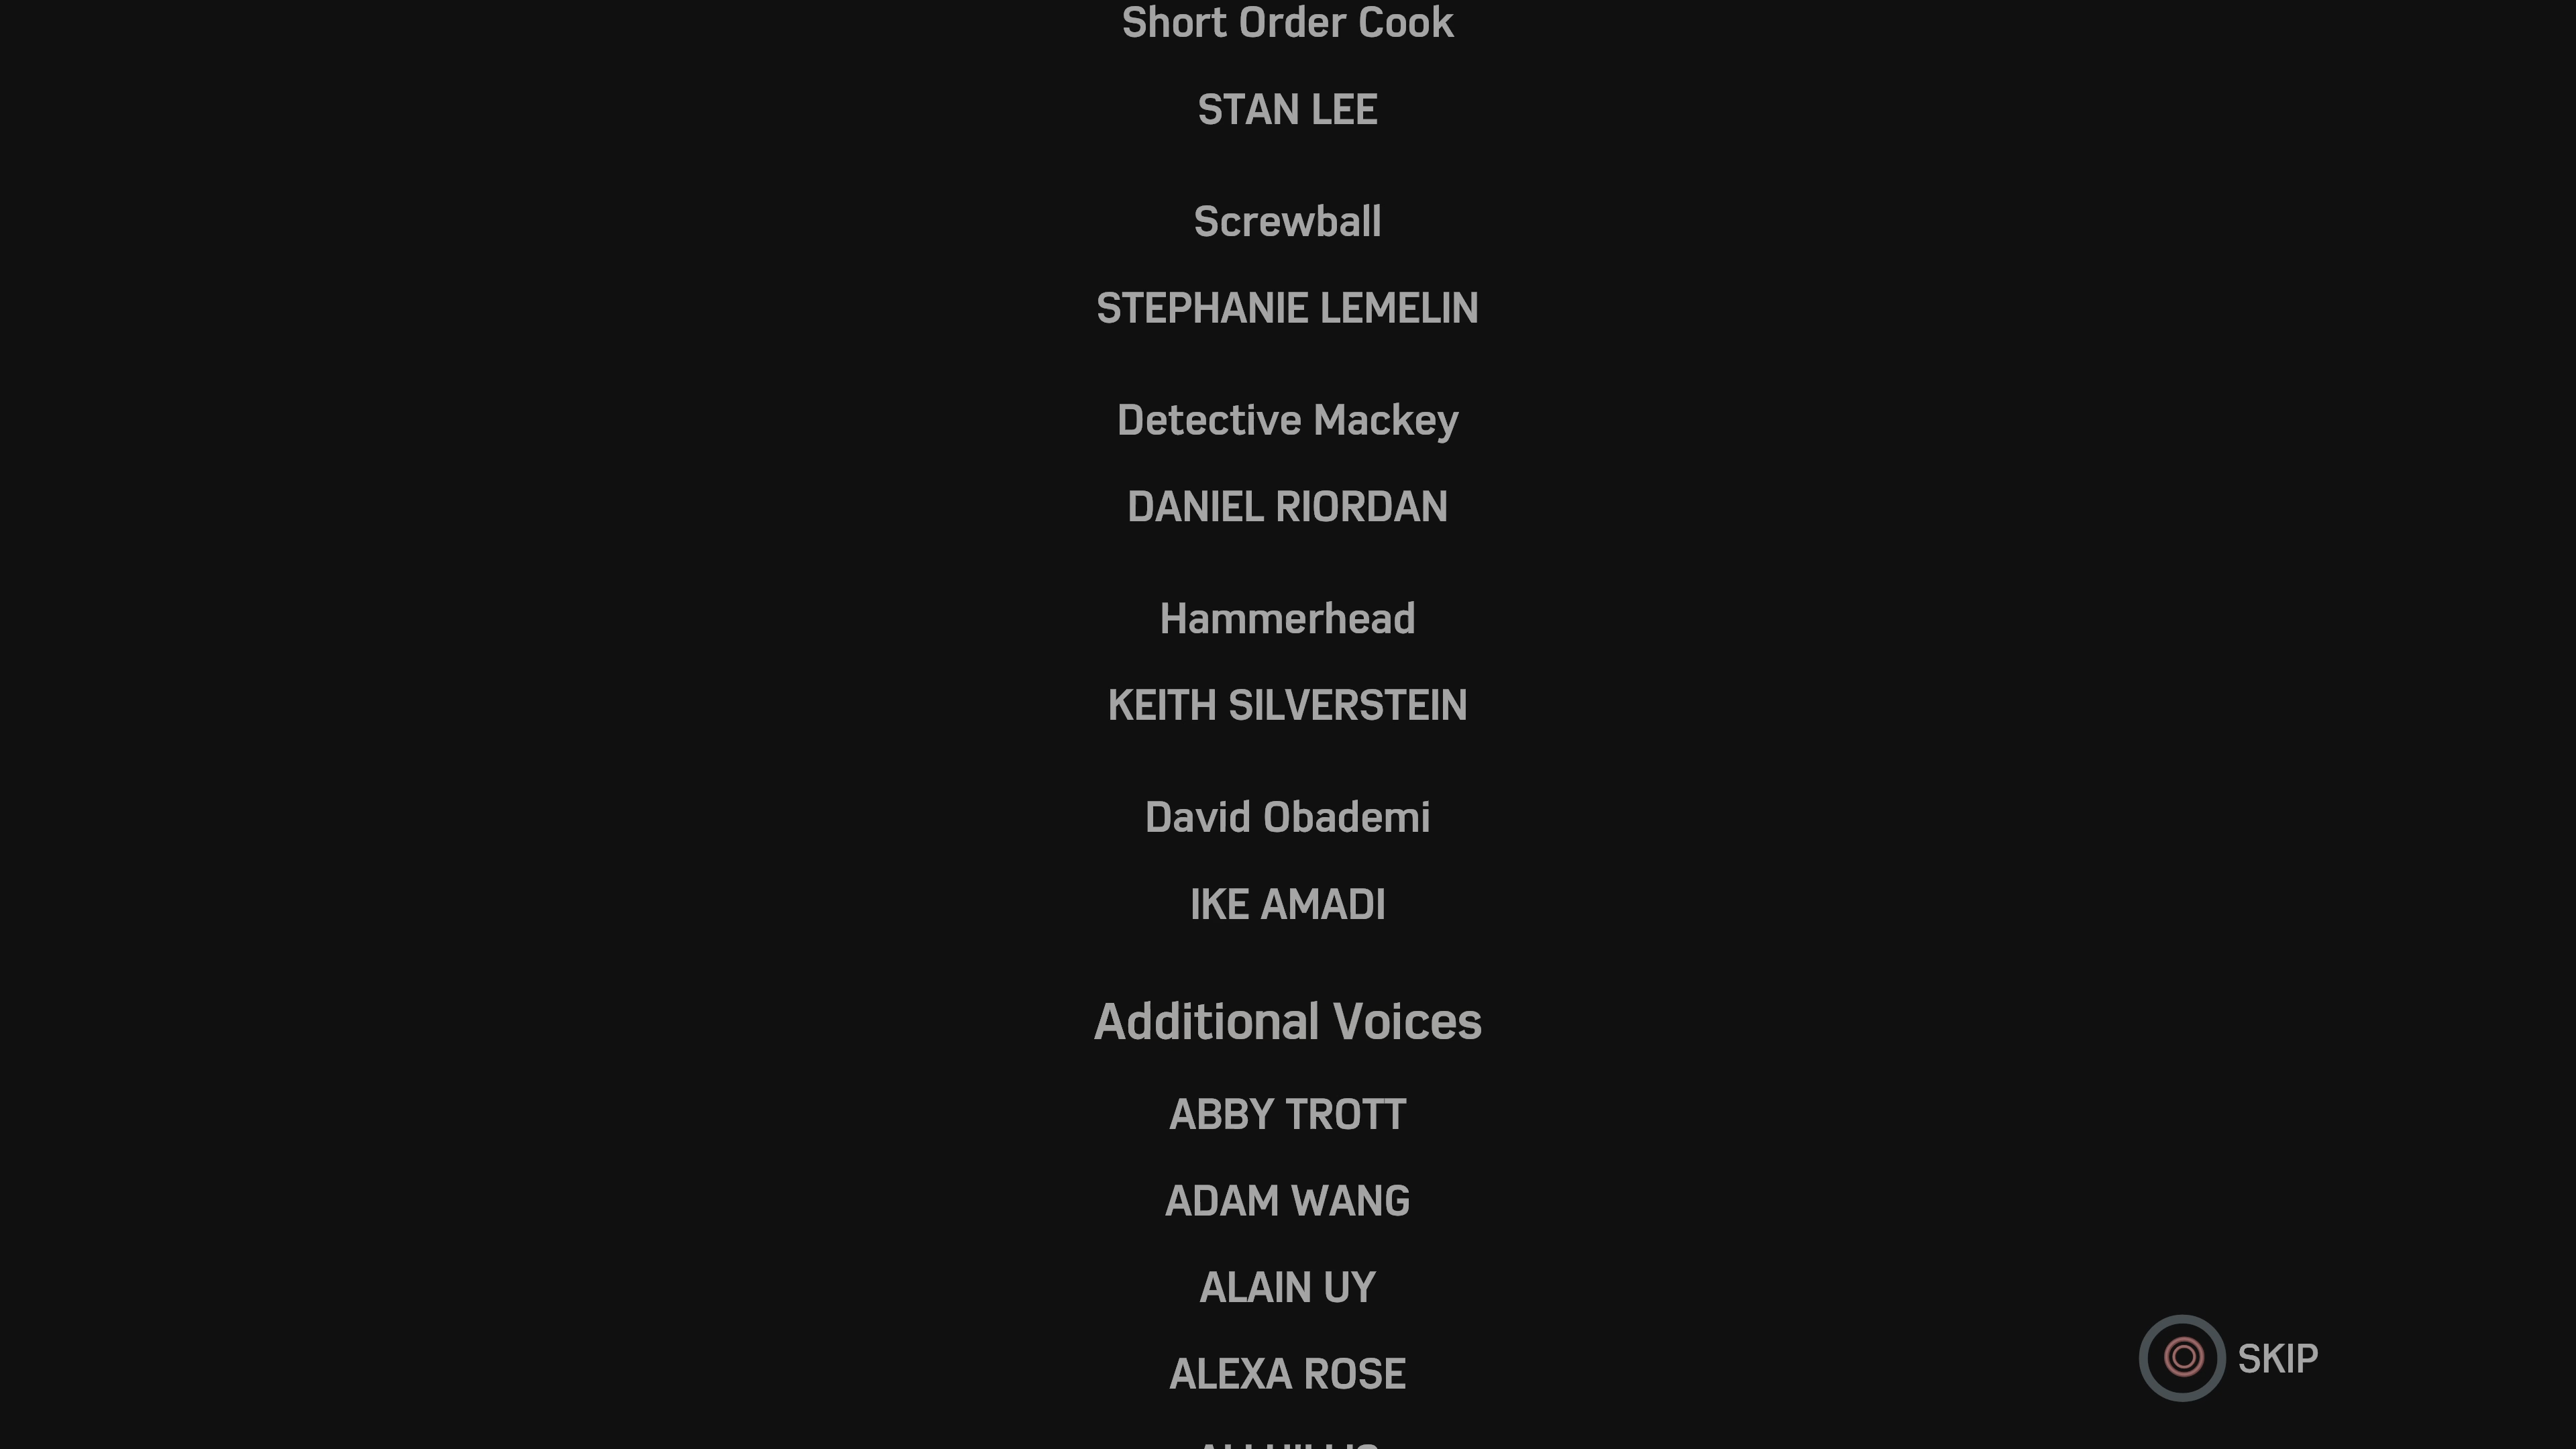 Short Order Cook
STAN LEE
Screwball
STEPHANIE LEMELIN
Detective Mackey
DANIEL RIORDAN
Hammerhead
KEITH SILVERSTEIN
David Obademi
IKE AMADI
Additional Voices
ABBY TROTT
ADAM WANG
ALAIN UY
ALEXA ROSE
SKIP